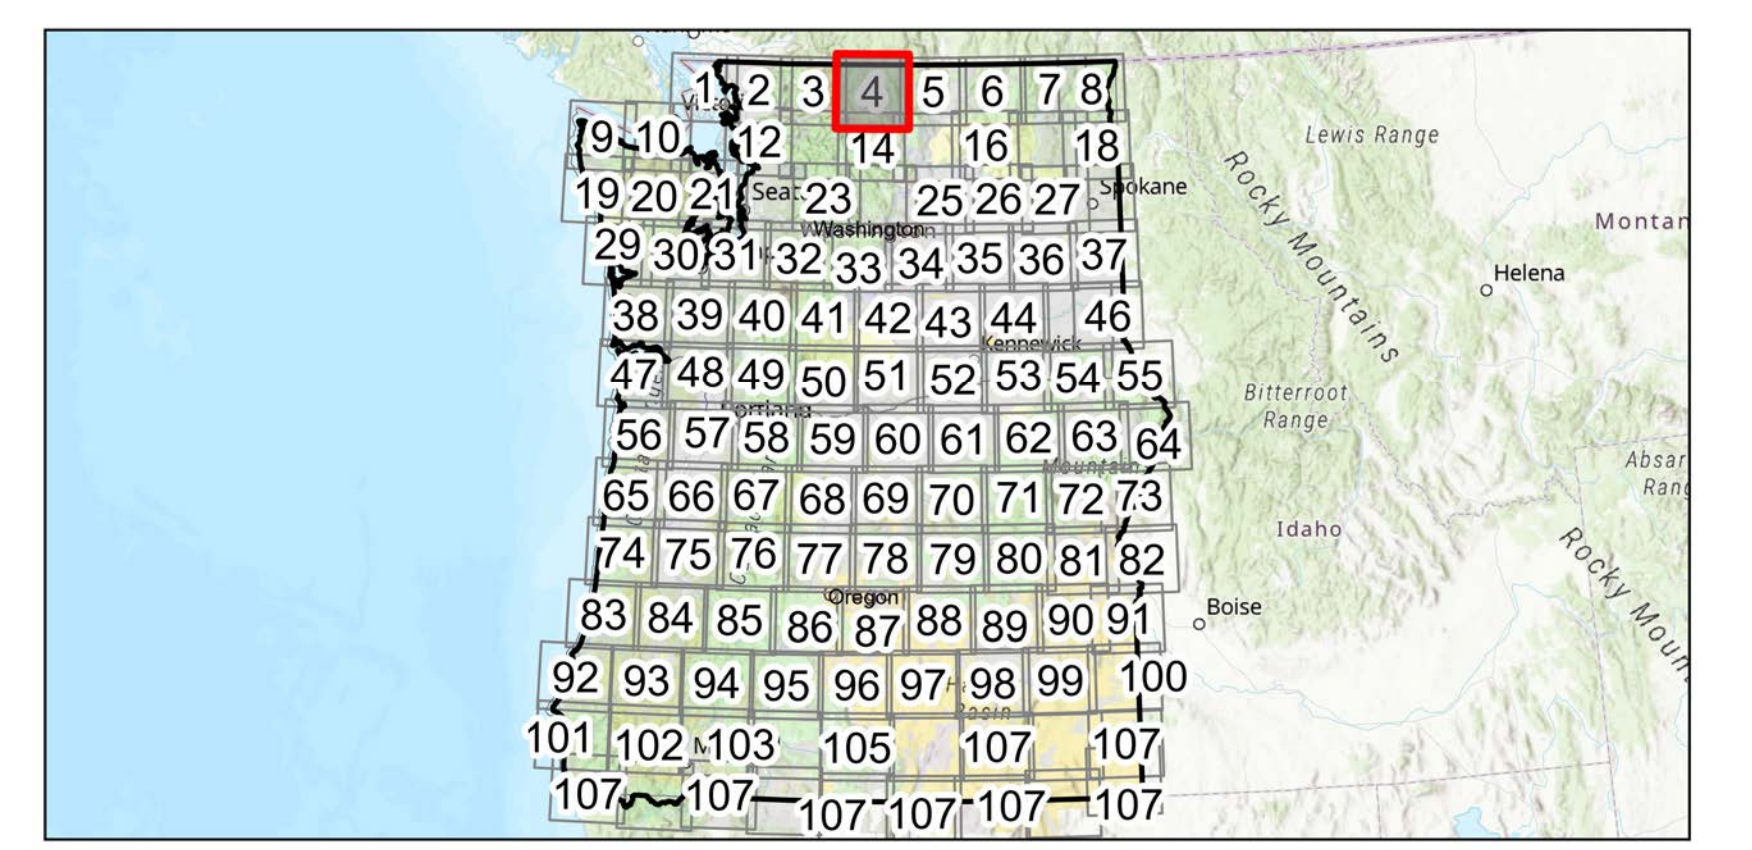 1 2 3 4 5 6 7 8
Lewis Range
9 10 12 14 16 18
19 20 21 Seat 23 25 26 27 Spokane
Rocky Mountains
Montan
Washington
29 30 31 32 33 34 35 36 37
Helena
38 39 40 41 42 43 44 46
Kennewick
47 48 49 50 51 52 53 54 55
Bitterroot
Range
Portland
56 57 58 59 60 61 62 63 64
Mountain
Absar
Rang
65 66 67 68 69 70 71 72 73
Idaho
Rocky Moun
74 75 76 77 78 79 80 81 82
Oregon
Boise
83 84 85 86 87 88 89 90 91
92 93 94 95 96 97 98 99 100
Basin
101 102 M 103 105 107 107
107 107 107 107 107 107